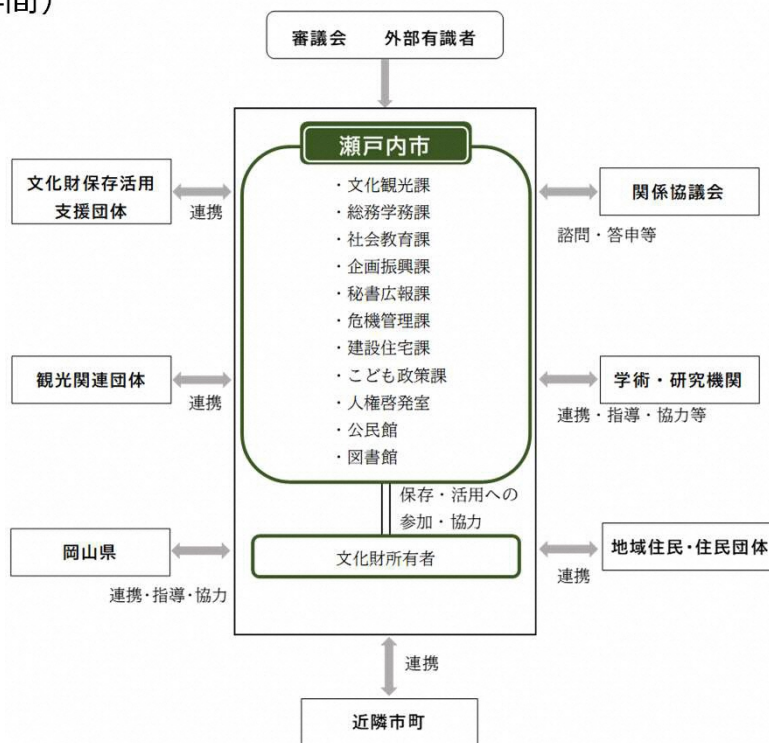 間）
審議会　外部有識者
瀬戸内市
・文化観光課
・総務学務課
・社会教育課
・企画振興課
・秘書広報課
・危機管理課
・建設住宅課
・こども政策課
・人権啓発室
・公民館
・図書館
保存・活用への
参加・協力
文化財所有者
文化財保存活用
支援団体
連携
観光関連団体
連携
岡山県
連携・指導・協力
関係協議会
諮問・答申等
学術・研究機関
連携・指導・協力等
地域住民・住民団体
連携
連携
近隣市町